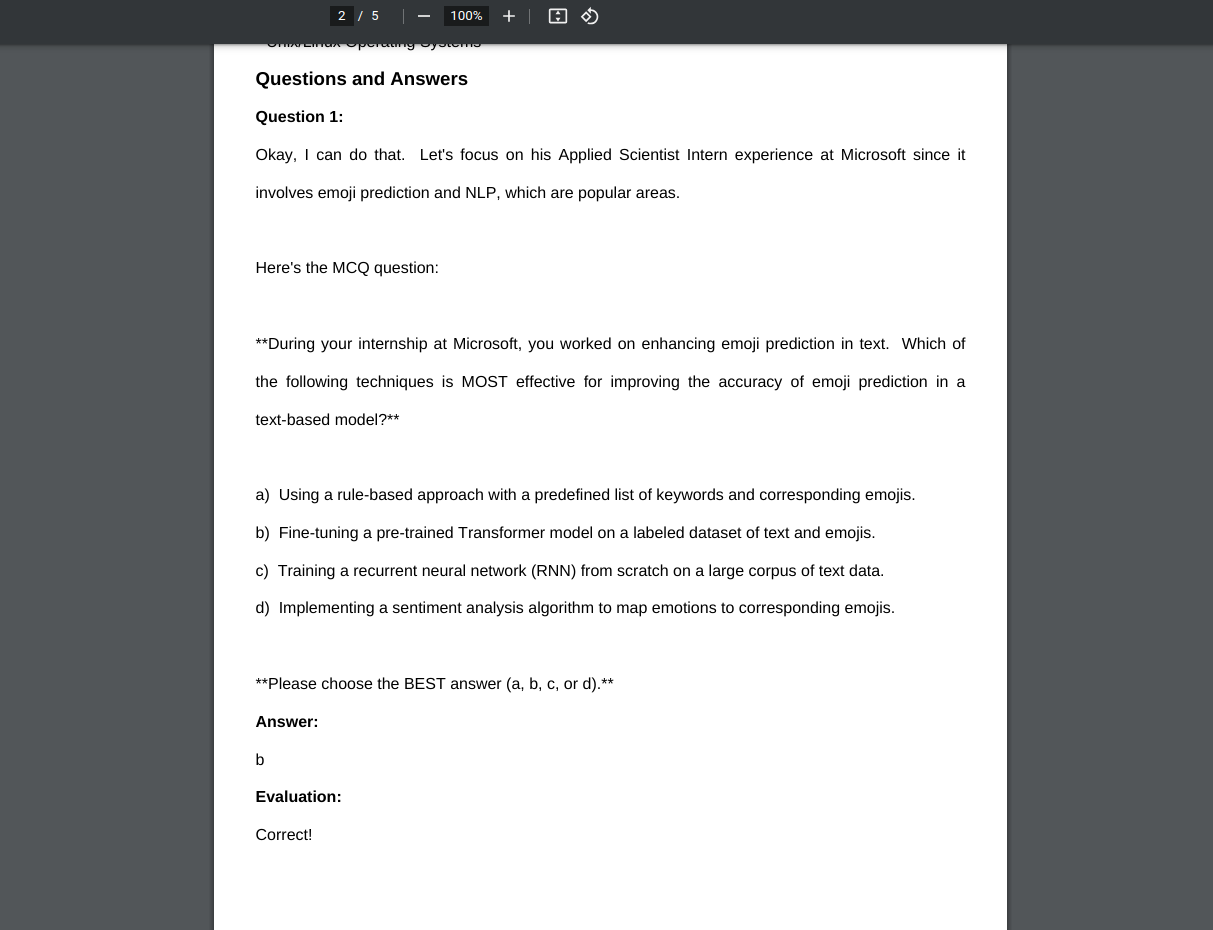 2 / 5
100%
Unix/Linux Operating Systems
Questions and Answers
Question 1:
Okay, I can do that.  Let's focus on his Applied Scientist Intern experience at Microsoft since it
involves emoji prediction and NLP, which are popular areas.
Here's the MCQ question:
**During your internship at Microsoft, you worked on enhancing emoji prediction in text.  Which of
the following techniques is MOST effective for improving the accuracy of emoji prediction in a
text-based model?**
a)  Using a rule-based approach with a predefined list of keywords and corresponding emojis.
b)  Fine-tuning a pre-trained Transformer model on a labeled dataset of text and emojis.
c)  Training a recurrent neural network (RNN) from scratch on a large corpus of text data.
d)  Implementing a sentiment analysis algorithm to map emotions to corresponding emojis.
**Please choose the BEST answer (a, b, c, or d).**
Answer:
b
Evaluation:
Correct!